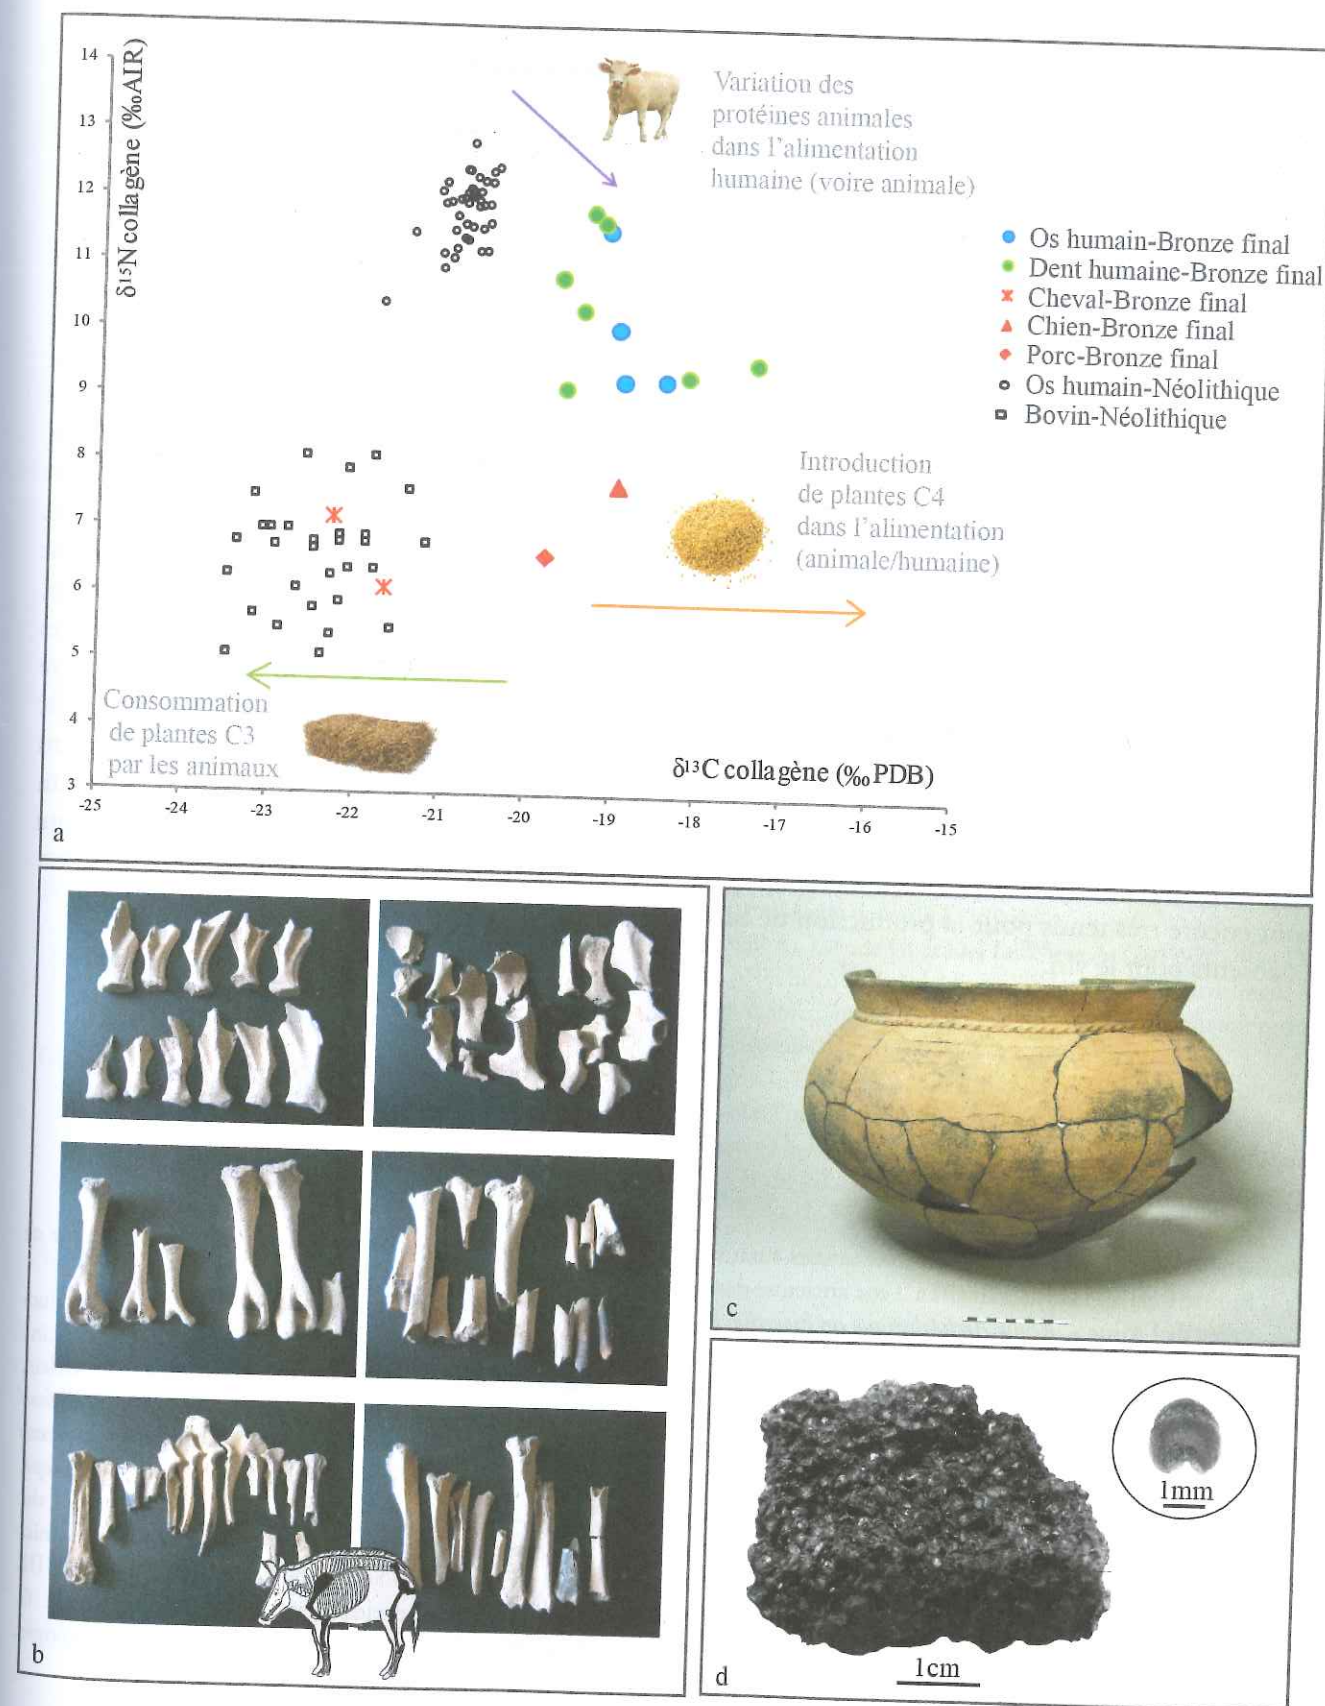 δ¹⁵N collagène (‰AIR)
14
13
12
11
10
9
8
7
6
5
4
3
-25
-24
-23
-22
-21
-20
-19
-18
-17
-16
-15
δ¹³C collagène (‰PDB)
Variation des
protéines animales
dans l'alimentation
humaine (voire animale)
Os humain-Bronze final
Dent humaine-Bronze final
Cheval-Bronze final
Chien-Bronze final
Porc-Bronze final
Os humain-Néolithique
Bovin-Néolithique
Introduction
de plantes C4
dans l'alimentation
(animale/humaine)
Consommation
de plantes C3
par les animaux
a
b
c
1mm
1cm
d